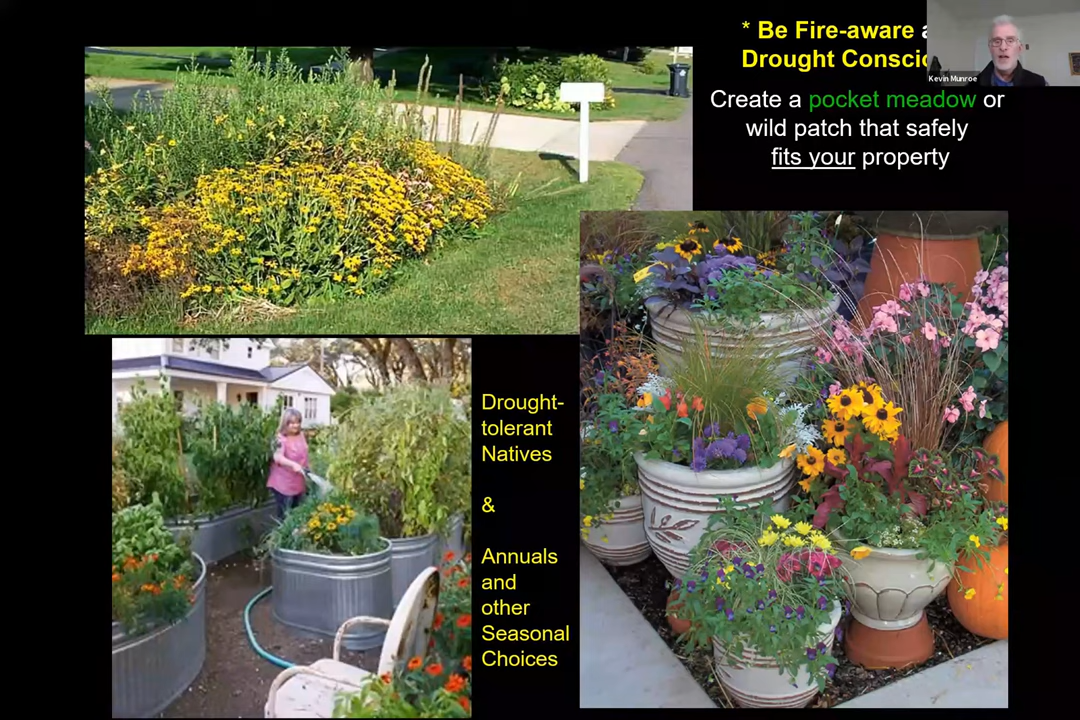 * Be Fire-aware
Drought
Kevin Munroe
Create a pocket meadow or
wild patch that safely
fits your property
Drought-
tolerant
Natives
&
Annuals
and
other
Seasonal
Choices